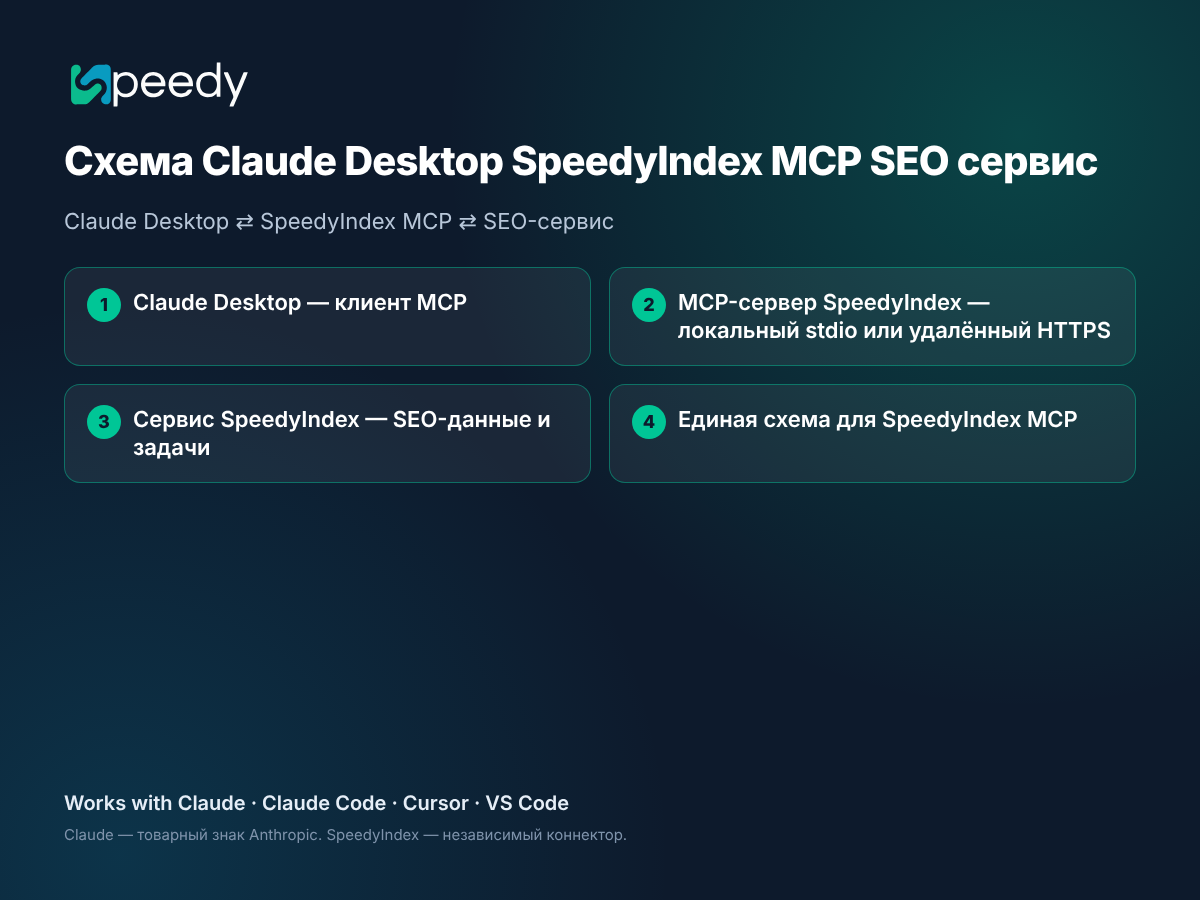 Speedy
Схема Claude Desktop SpeedyIndex MCP SEO сервис
Claude Desktop ⇄ SpeedyIndex MCP ⇄ SEO-сервис
1 Claude Desktop — клиент MCP
2 MCP-сервер SpeedyIndex —
локальный stdio или удалённый HTTPS
3 Сервис SpeedyIndex — SEO-данные и
задачи
4 Единая схема для SpeedyIndex MCP
Works with Claude · Claude Code · Cursor · VS Code
Claude — товарный знак Anthropic. SpeedyIndex — независимый коннектор.